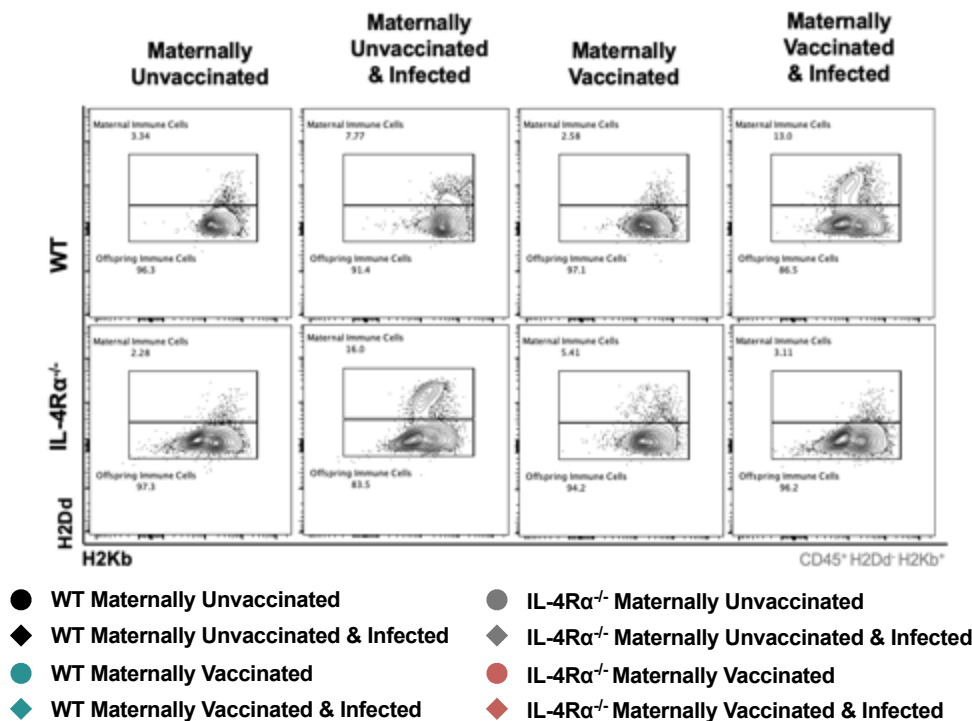 Maternally
Unvaccinated
Maternally
Unvaccinated
& Infected
Maternally
Vaccinated
Maternally
Vaccinated
& Infected
WT
Maternal Immune Cells
3.34
Offspring Immune Cells
96.3
Maternal Immune Cells
7.77
Offspring Immune Cells
91.4
Maternal Immune Cells
2.58
Offspring Immune Cells
97.1
Maternal Immune Cells
13.0
Offspring Immune Cells
86.5
IL-4Rα-/-
Maternal Immune Cells
2.28
Offspring Immune Cells
97.3
Maternal Immune Cells
16.0
Offspring Immune Cells
83.5
Maternal Immune Cells
5.41
Offspring Immune Cells
94.2
Maternal Immune Cells
3.11
Offspring Immune Cells
96.2
H2Dd
H2Kb
CD45+ H2Dd- H2Kb+
WT Maternally Unvaccinated
WT Maternally Unvaccinated & Infected
WT Maternally Vaccinated
WT Maternally Vaccinated & Infected
IL-4Rα-/- Maternally Unvaccinated
IL-4Rα-/- Maternally Unvaccinated & Infected
IL-4Rα-/- Maternally Vaccinated
IL-4Rα-/- Maternally Vaccinated & Infected